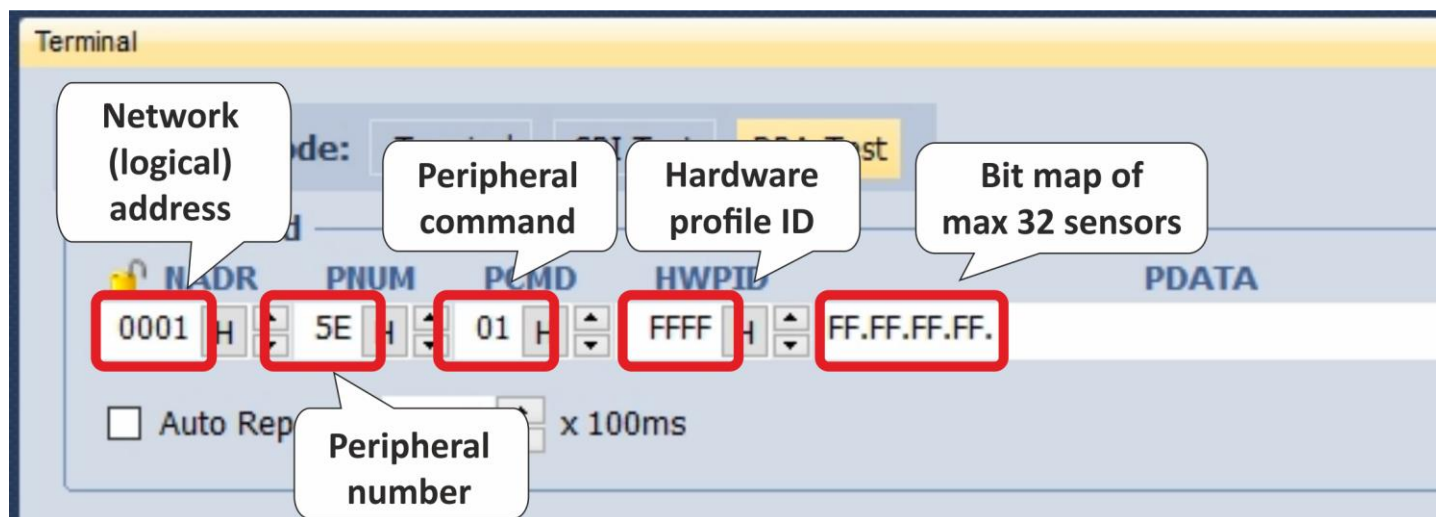 Terminal
Network
(logical)
address
ode:
Test
Peripheral
command
Hardware
profile ID
Bit map of
max 32 sensors
d
NADR PNUM PCMD HWPID PDATA
0001 H 5E H 01 H FFFF H FF.FF.FF.FF.
Auto Rep x 100ms
Peripheral
number